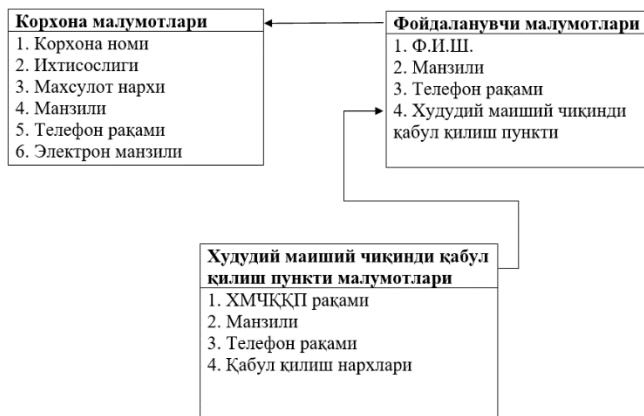 Корхона малумотлари
1. Корхона номи
2. Ихтисослиги
3. Махсулот нархи
4. Манзили
5. Телефон рақами
6. Электрон манзили
Фойдаланувчи малумотлари
1. Ф.И.Ш.
2. Манзили
3. Телефон рақами
4. Худудий маиший чиқинди
қабул қилиш пункти
Худудий маиший чиқинди қабул
қилиш пункти малумотлари
1. ХМЧҚҚП рақами
2. Манзили
3. Телефон рақами
4. Қабул қилиш нархлари